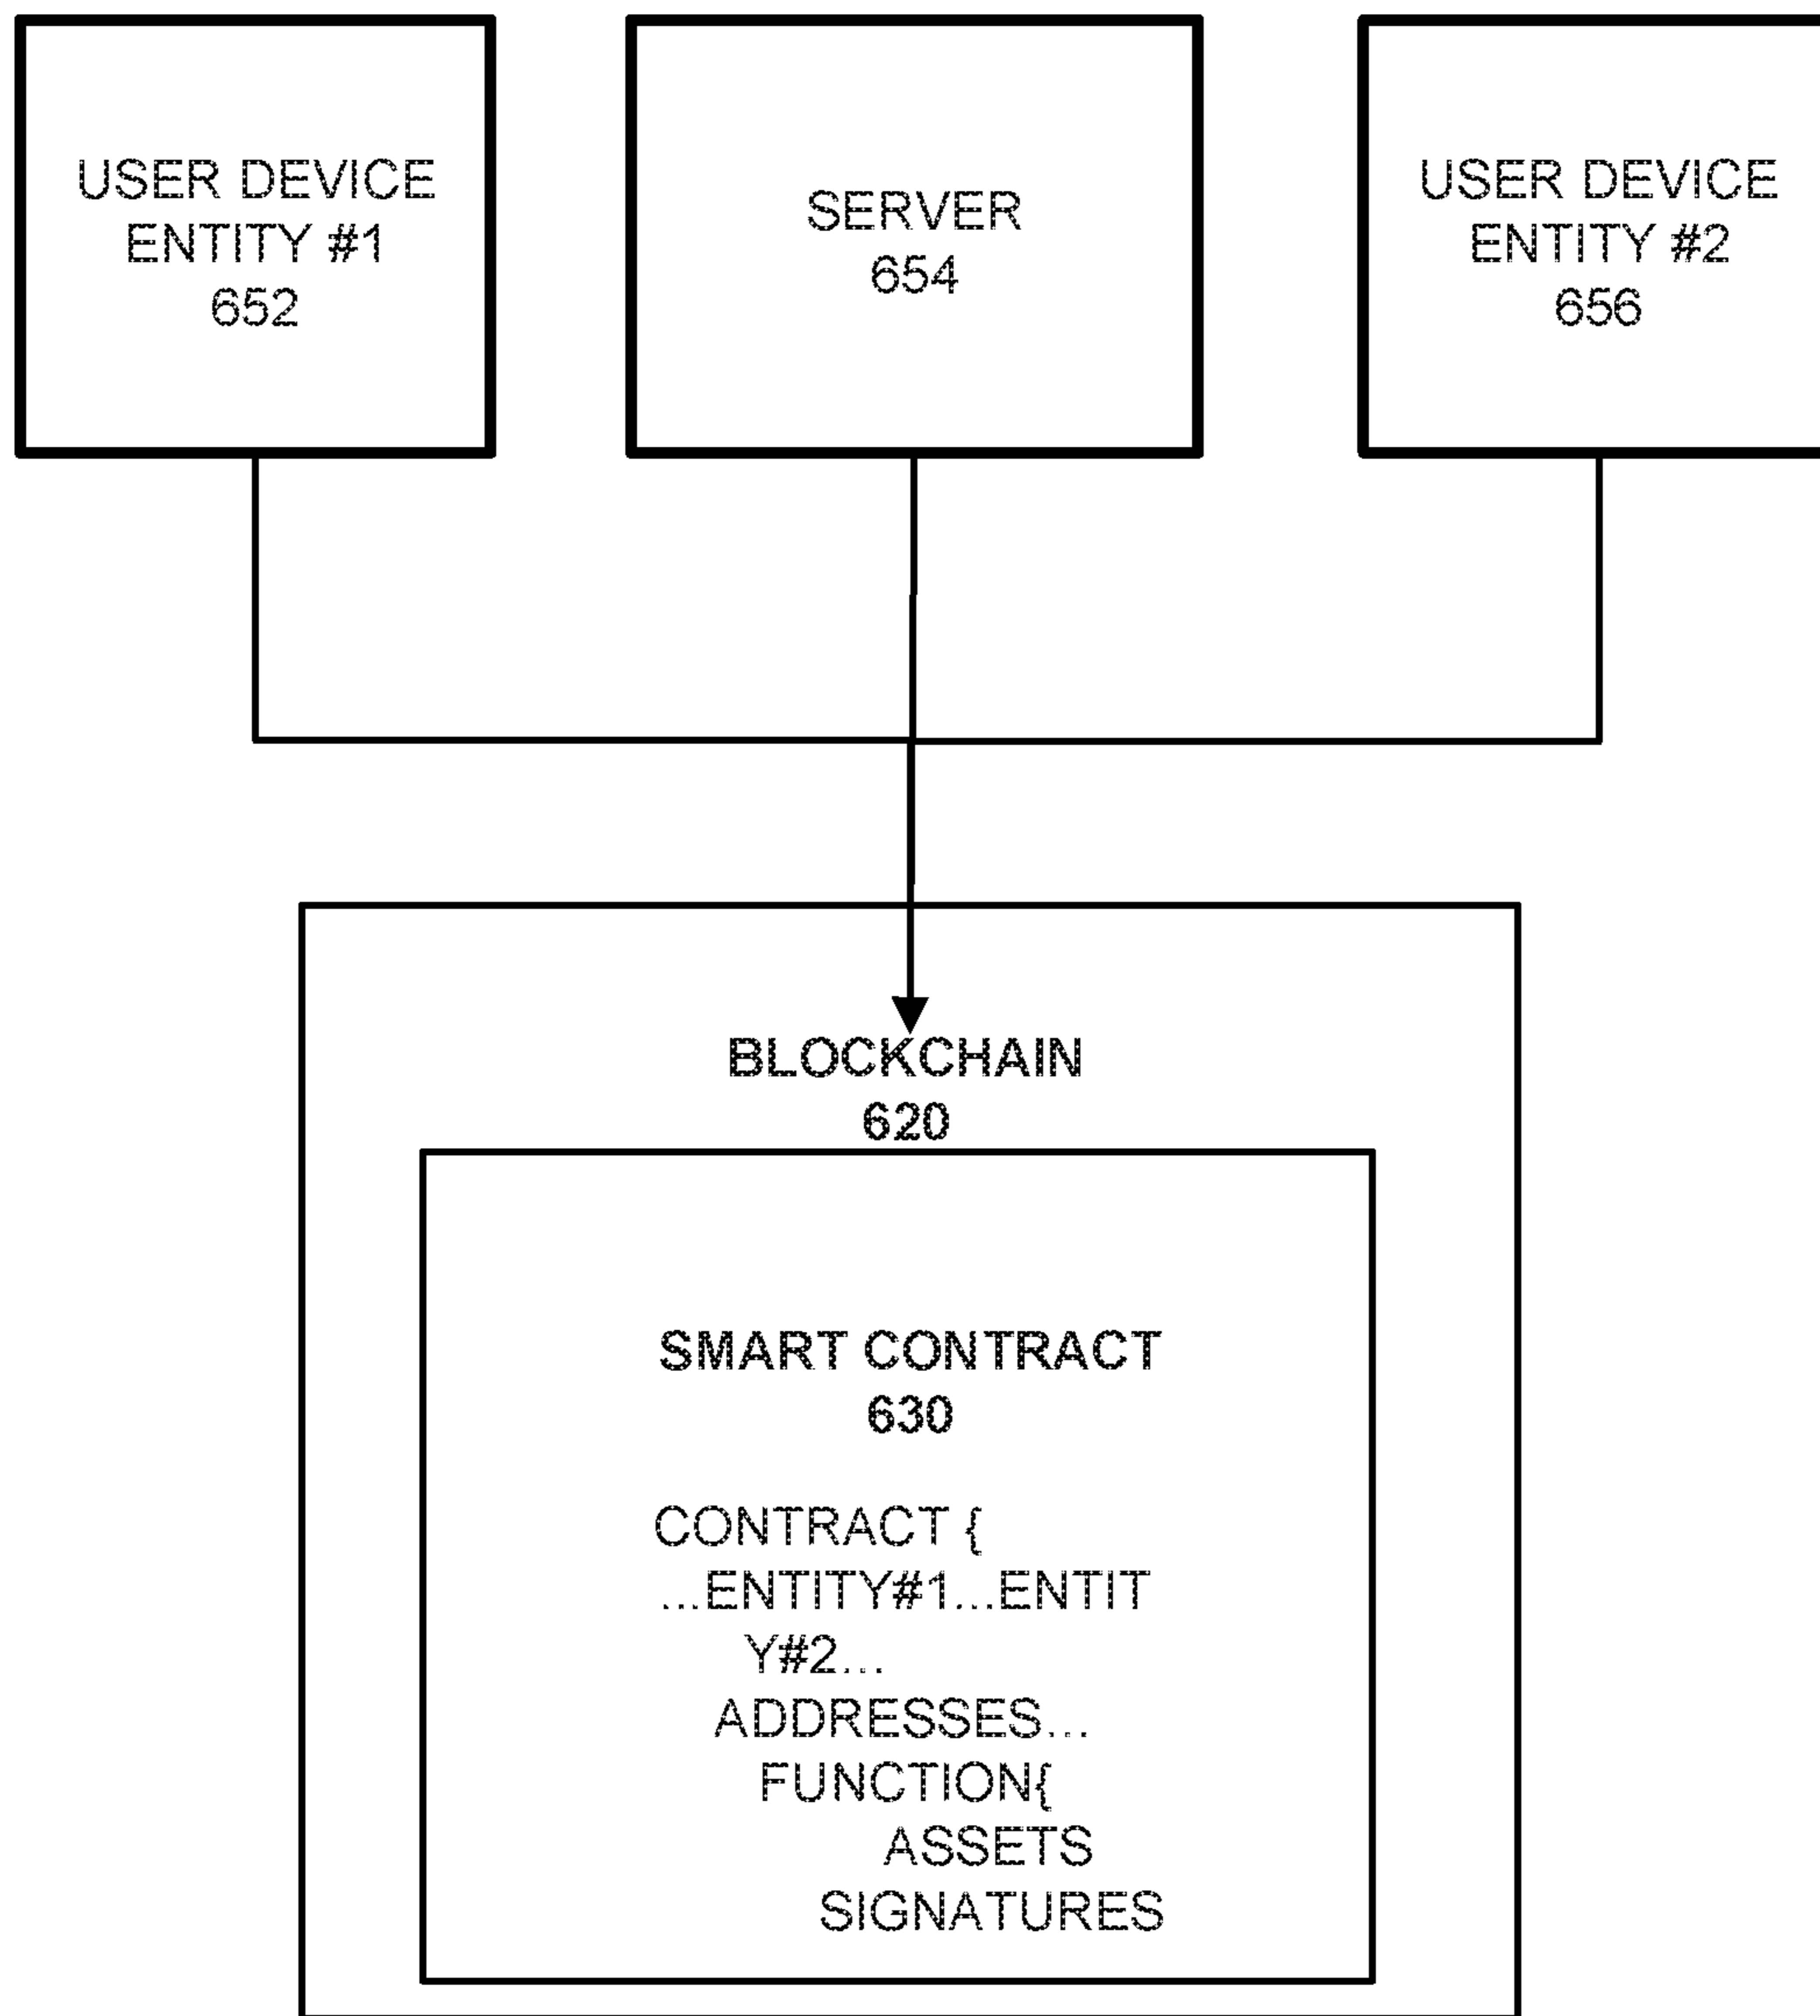 USER DEVICE
ENTITY #1
652
SERVER
654
USER DEVICE
ENTITY #2
656
BLOCKCHAIN
620
SMART CONTRACT
630
CONTRACT {
...ENTITY#1...ENTIT
Y#2...
ADDRESSES...
FUNCTION{
ASSETS
SIGNATURES